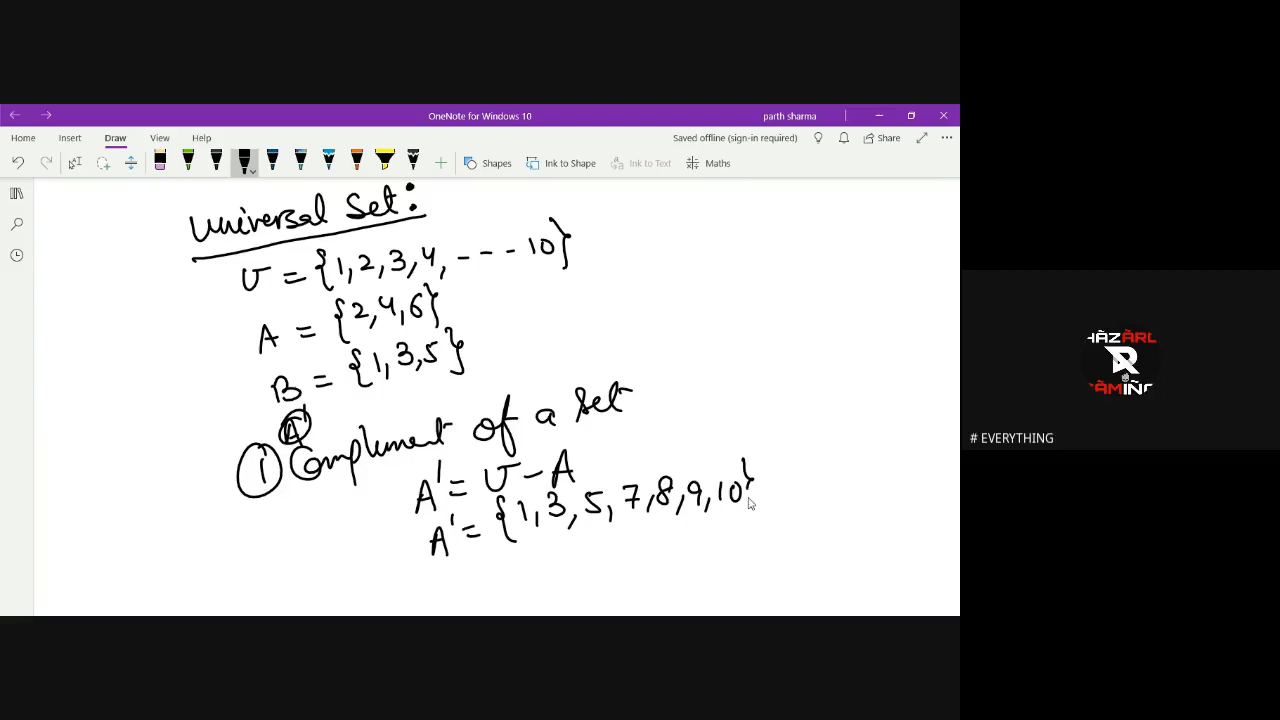 OneNote for Windows 10
parth sharma
Home Insert Draw View Help
Saved offline (sign-in required)
Share
Shapes Ink to Shape Ink to Text Maths
Universal Set:
U = {1, 2, 3, 4, ---- 10}
A = {2, 4, 6}
B = {1, 3, 5}
A'
① Complement of a set
A' = U - A
A' = {1, 3, 5, 7, 8, 9, 10}
HÀZÀRD
R
GÀMIÑG
# EVERYTHING